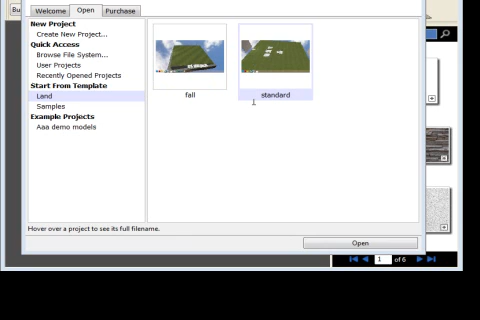 Bu
Welcome Open Purchase
New Project
Create New Project...
Quick Access
Browse File System...
User Projects
Recently Opened Projects
Start From Template
Land
Samples
Example Projects
Aaa demo models
fall
standard
Hover over a project to see its full filename.
Open
1 of 6